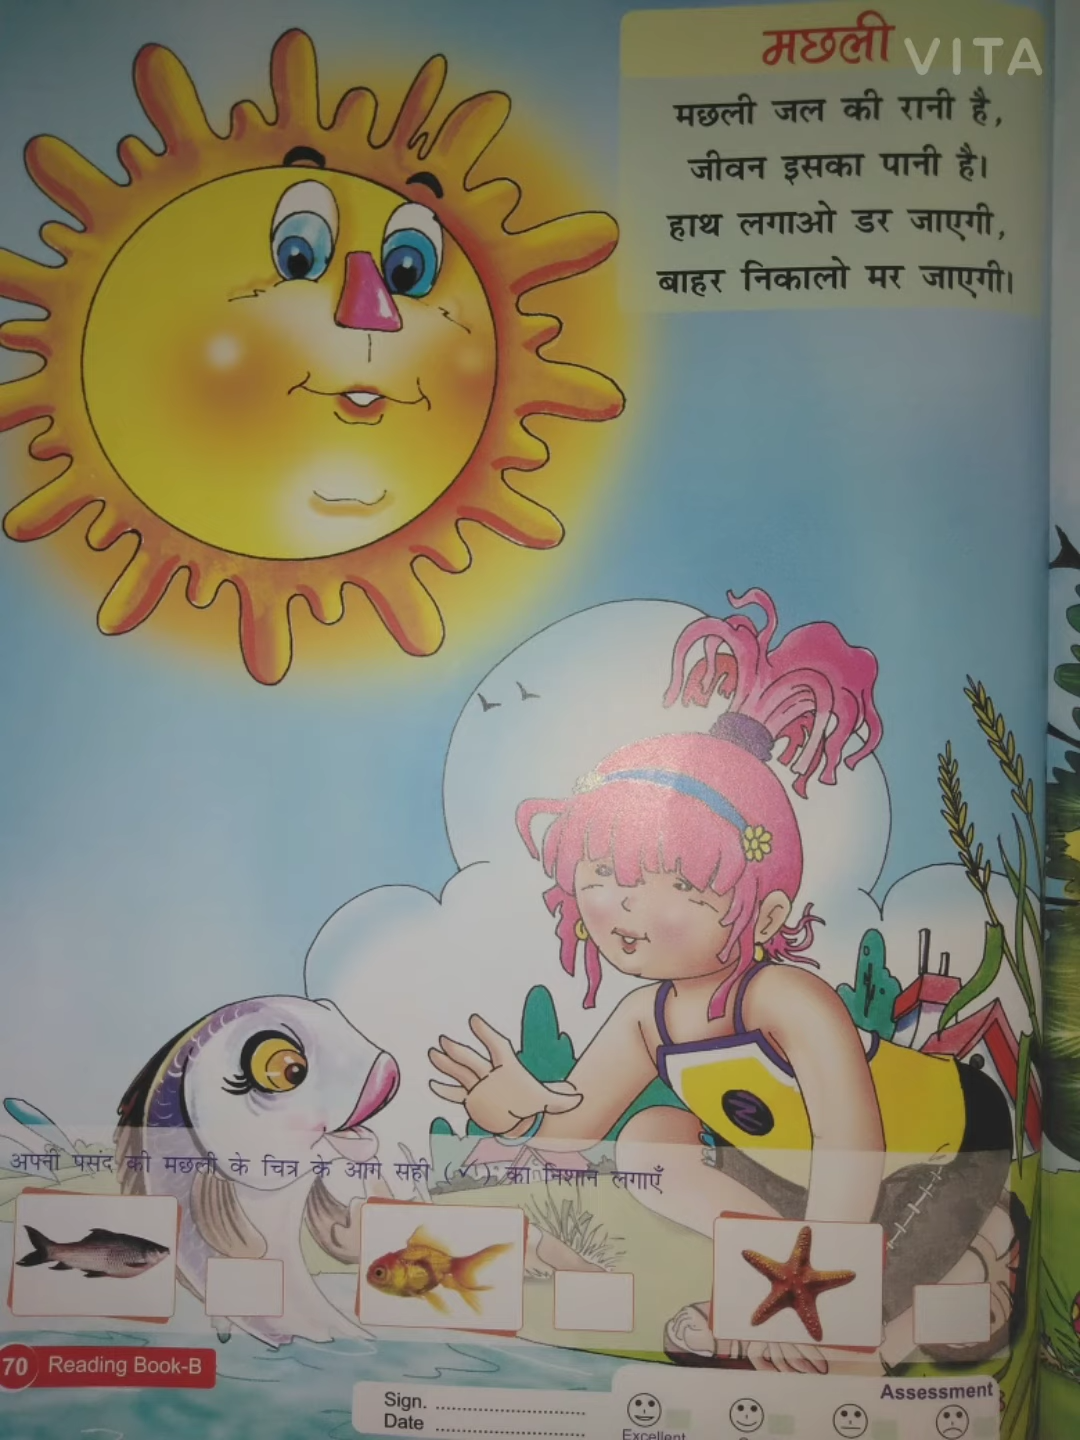 मछली
VITA
मछली जल की रानी है,
जीवन इसका पानी है।
हाथ लगाओ डर जाएगी,
बाहर निकालो मर जाएगी।
अपनी पसंद की मछली के चित्र के आगे सही (✓) का निशान लगाएँ
70 Reading Book-B
Assessment
Sign.
Date
Excellent